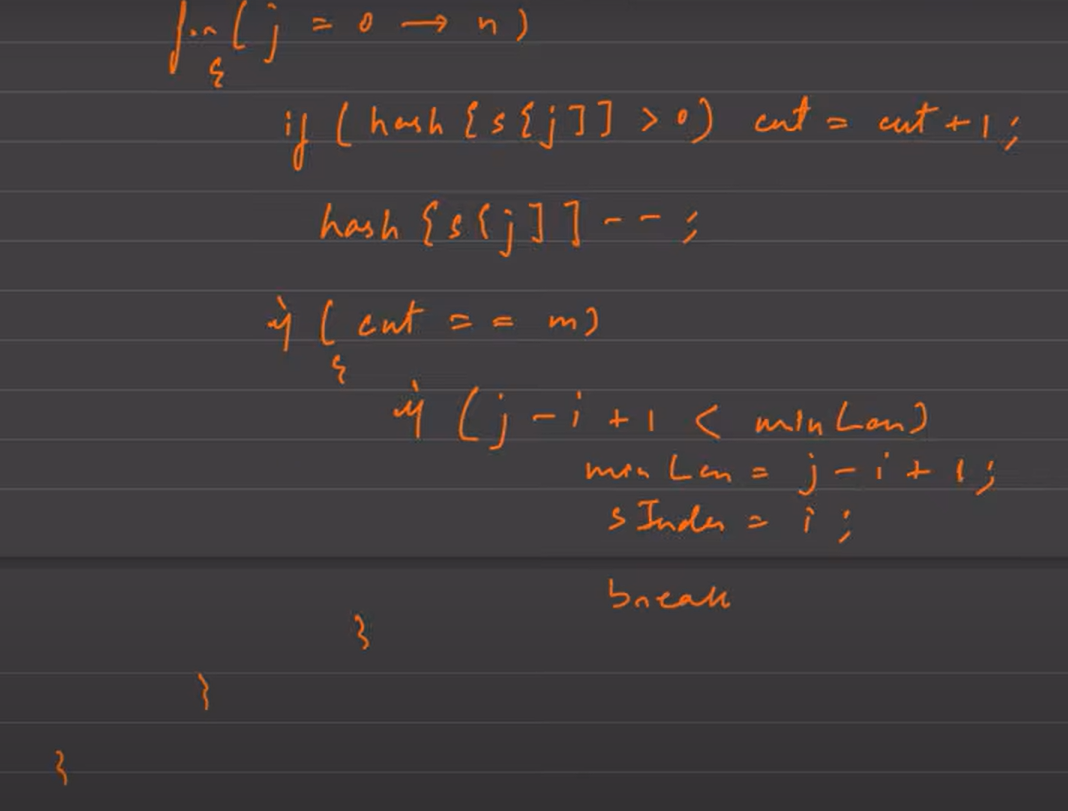 for(j = 0 → n)
{
if (hash[s[j]] > 0) cnt = cnt + 1;
hash[s[j]]--;
if (cnt == m)
{
if (j - i + 1 < minLen)
minLen = j - i + 1;
sIndex = i;
break
}
}
}